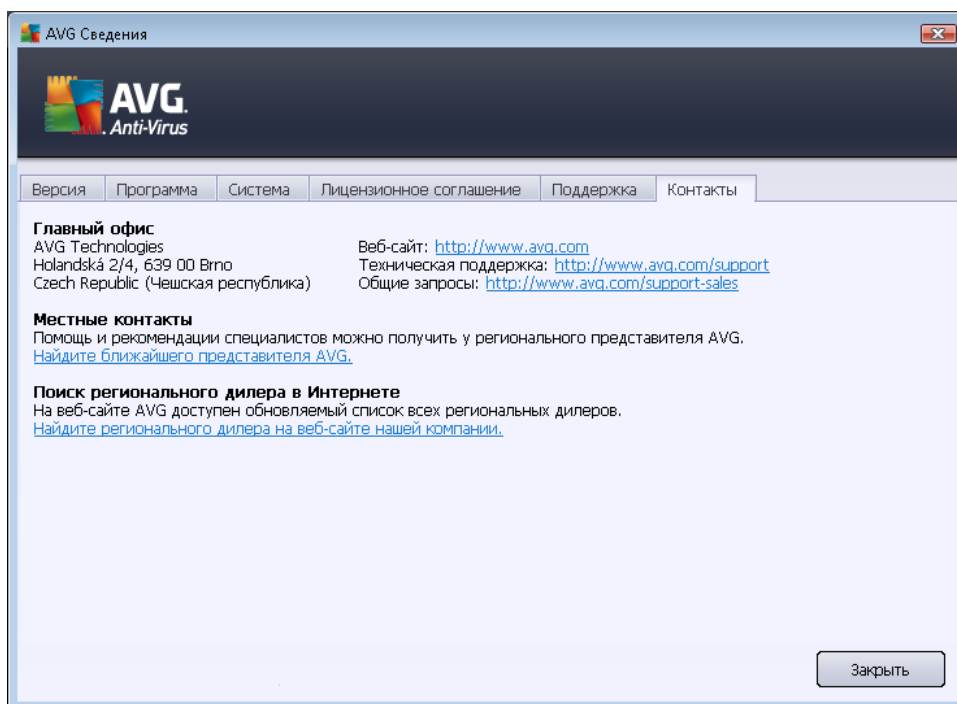 AVG Сведения
AVG.
Anti-Virus
Версия Программа Система Лицензионное соглашение Поддержка Контакты
Главный офис
AVG Technologies Веб-сайт: http://www.avg.com
Holandská 2/4, 639 00 Brno Техническая поддержка: http://www.avg.com/support
Czech Republic (Чешская республика) Общие запросы: http://www.avg.com/support-sales
Местные контакты
Помощь и рекомендации специалистов можно получить у регионального представителя AVG.
Найдите ближайшего представителя AVG.
Поиск регионального дилера в Интернете
На веб-сайте AVG доступен обновляемый список всех региональных дилеров.
Найдите регионального дилера на веб-сайте нашей компании.
Закрыть